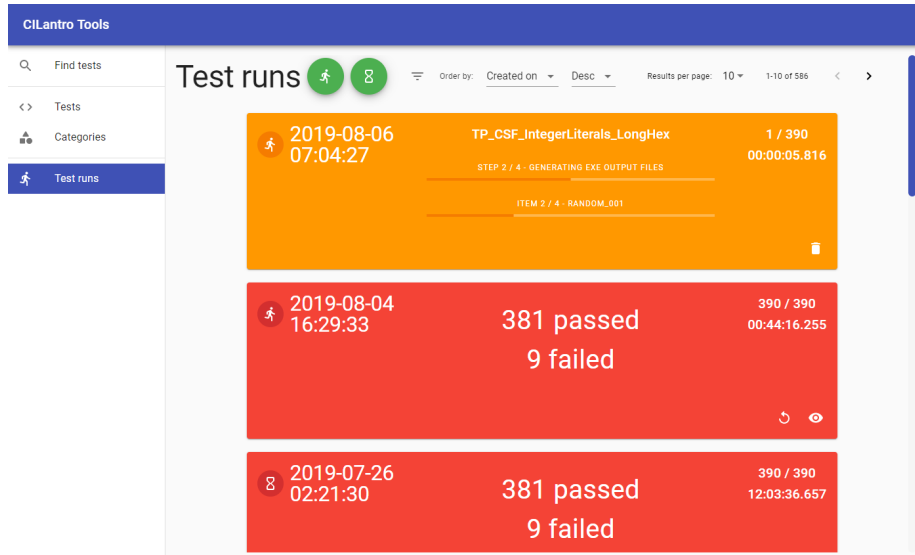 CILantro Tools
Find tests
Tests
Categories
Test runs
Test runs
Order by: Created on Desc Results per page: 10 1-10 of 586
2019-08-06
07:04:27
TP_CSF_IntegerLiterals_LongHex
STEP 2 / 4 - GENERATING EXE OUTPUT FILES
ITEM 2 / 4 - RANDOM_001
1 / 390
00:00:05.816
2019-08-04
16:29:33
381 passed
9 failed
390 / 390
00:44:16.255
2019-07-26
02:21:30
381 passed
9 failed
390 / 390
12:03:36.657